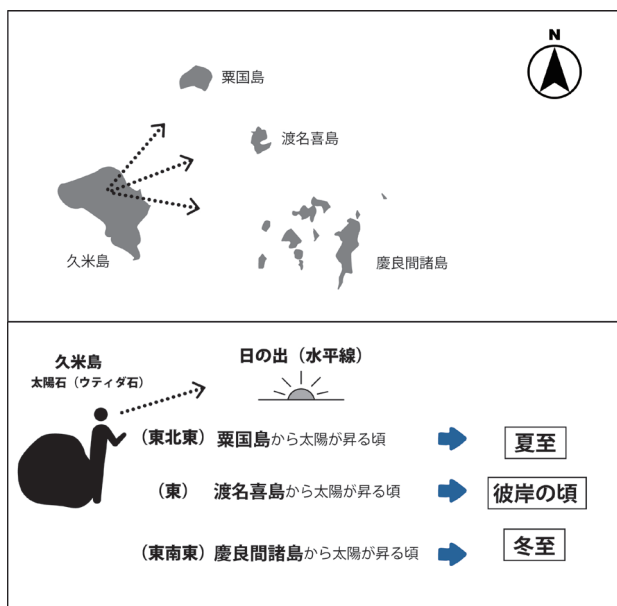 N
粟国島
渡名喜島
久米島
慶良間諸島
久米島
太陽石（ウティダ石）
日の出（水平線）
（東北東）粟国島から太陽が昇る頃
夏至
（東）渡名喜島から太陽が昇る頃
彼岸の頃
（東南東）慶良間諸島から太陽が昇る頃
冬至